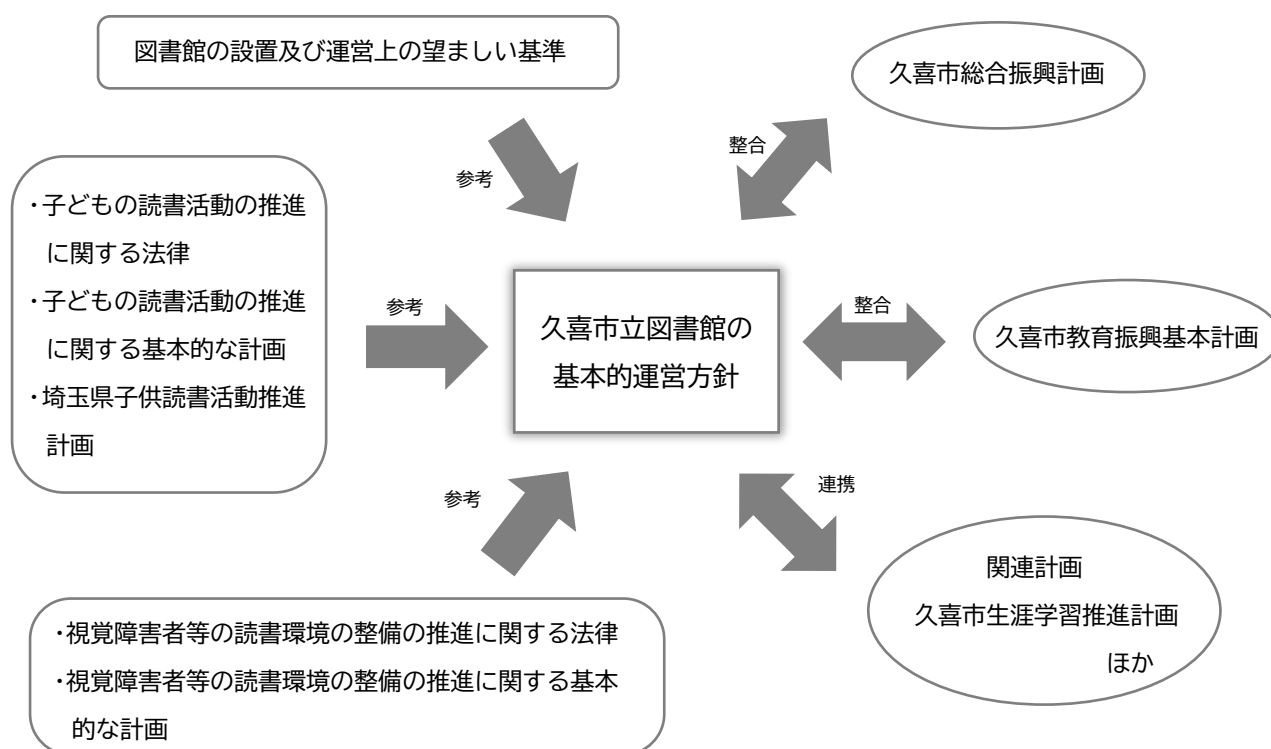 図書館の設置及び運営上の望ましい基準
久喜市総合振興計画
参考
整合
・子どもの読書活動の推進
に関する法律
・子どもの読書活動の推進
に関する基本的な計画
・埼玉県子供読書活動推進
計画
参考
久喜市立図書館の
基本的運営方針
整合
久喜市教育振興基本計画
参考
連携
・視覚障害者等の読書環境の整備の推進に関する法律
・視覚障害者等の読書環境の整備の推進に関する基本
的な計画
関連計画
久喜市生涯学習推進計画
ほか